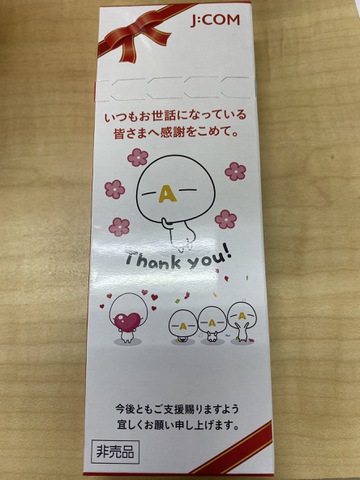 J:COM
いつもお世話になっている
皆さまへ感謝をこめて。
A
Thank you!
A
A
A
今後ともご支援賜りますよう
宜しくお願い申し上げます。
非売品